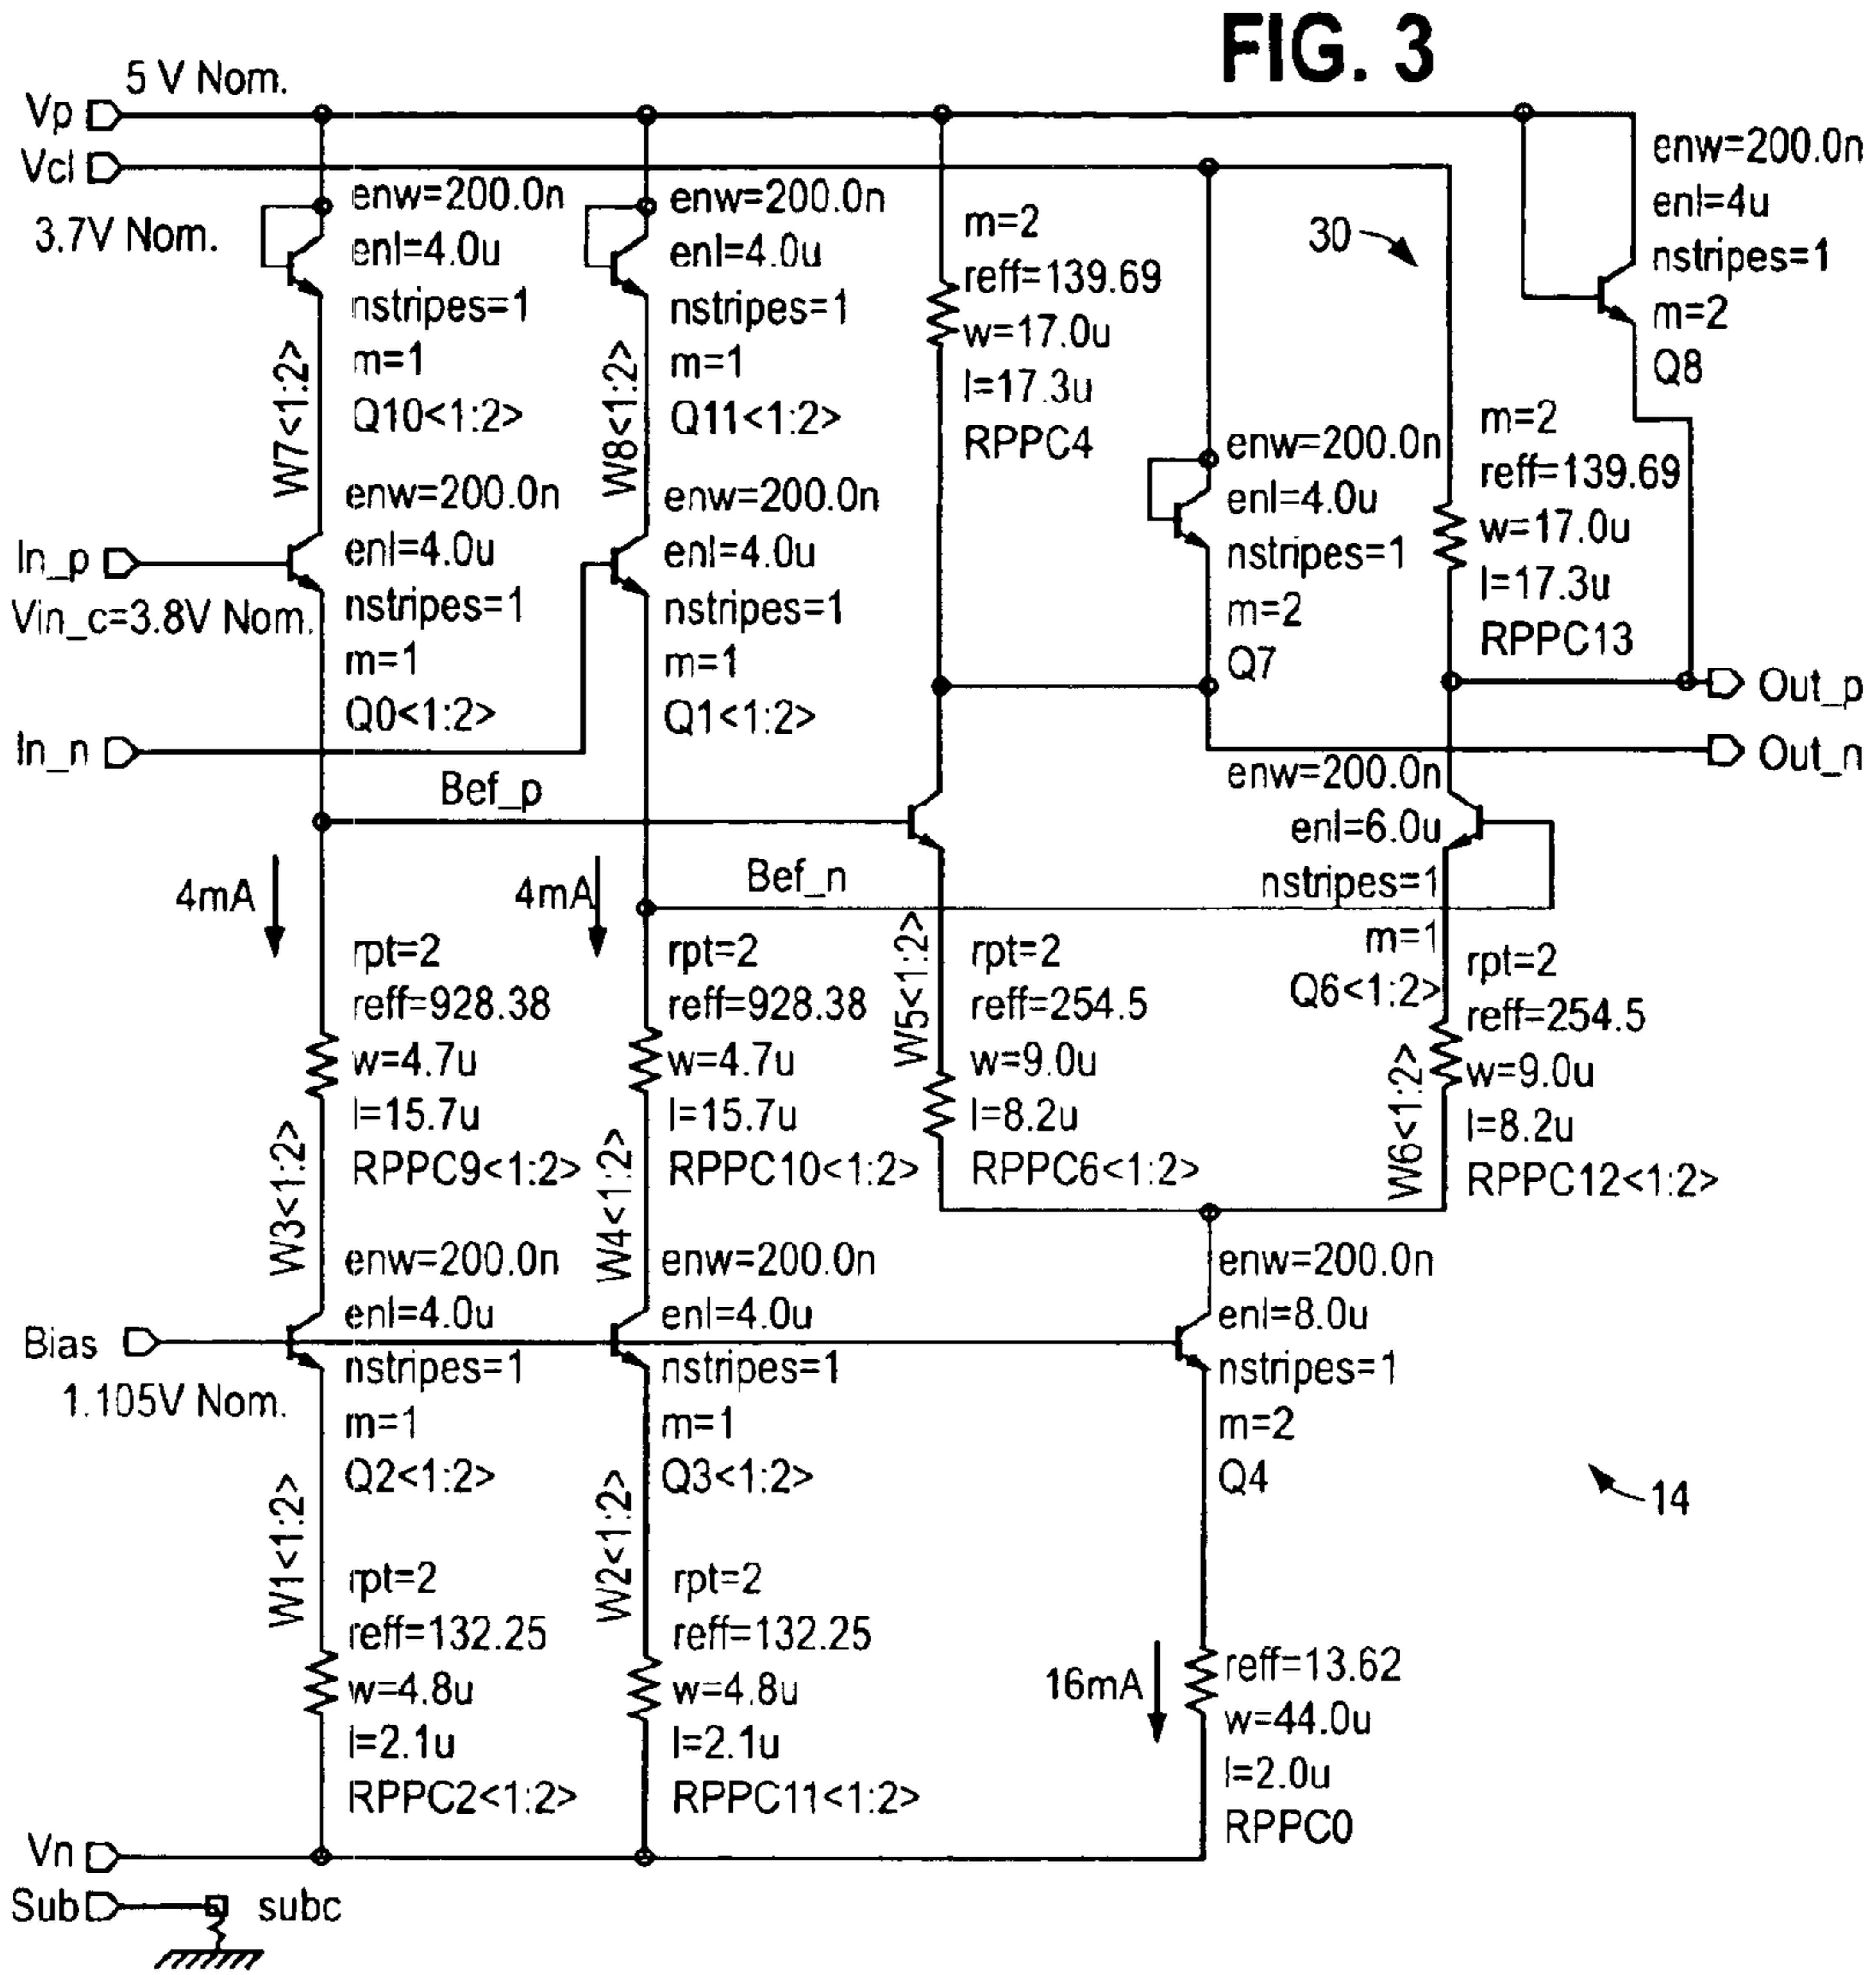 FIG. 3
5 V Nom.
Vp
Vcl
3.7V Nom.
enw=200.0n
enl=4.0u
nstripes=1
m=1
Q10<1:2>
W7<1:2>
enw=200.0n
enl=4.0u
nstripes=1
m=1
Q11<1:2>
W8<1:2>
m=2
reff=139.69
w=17.0u
l=17.3u
RPPC4
30
enw=200.0n
enl=4u
nstripes=1
m=2
Q8
enw=200.0n
enl=4.0u
nstripes=1
m=2
Q7
m=2
reff=139.69
w=17.0u
l=17.3u
RPPC13
In_p
Vin_c=3.8V Nom.
enw=200.0n
enl=4.0u
nstripes=1
m=1
Q0<1:2>
enw=200.0n
enl=4.0u
nstripes=1
m=1
Q1<1:2>
In_n
Out_p
Out_n
Bef_p
Bef_n
enw=200.0n
enl=6.0u
nstripes=1
m=1
Q6<1:2>
4mA
4mA
rpt=2
reff=928.38
w=4.7u
l=15.7u
RPPC9<1:2>
W3<1:2>
rpt=2
reff=928.38
w=4.7u
l=15.7u
RPPC10<1:2>
W4<1:2>
W5<1:2>
rpt=2
reff=254.5
w=9.0u
l=8.2u
RPPC6<1:2>
W6<1:2>
rpt=2
reff=254.5
w=9.0u
l=8.2u
RPPC12<1:2>
Bias
1.105V Nom.
enw=200.0n
enl=4.0u
nstripes=1
m=1
Q2<1:2>
enw=200.0n
enl=4.0u
nstripes=1
m=1
Q3<1:2>
enw=200.0n
enl=8.0u
nstripes=1
m=2
Q4
14
W1<1:2>
rpt=2
reff=132.25
w=4.8u
l=2.1u
RPPC2<1:2>
W2<1:2>
rpt=2
reff=132.25
w=4.8u
l=2.1u
RPPC11<1:2>
16mA
reff=13.62
w=44.0u
l=2.0u
RPPC0
Vn
Sub
subc